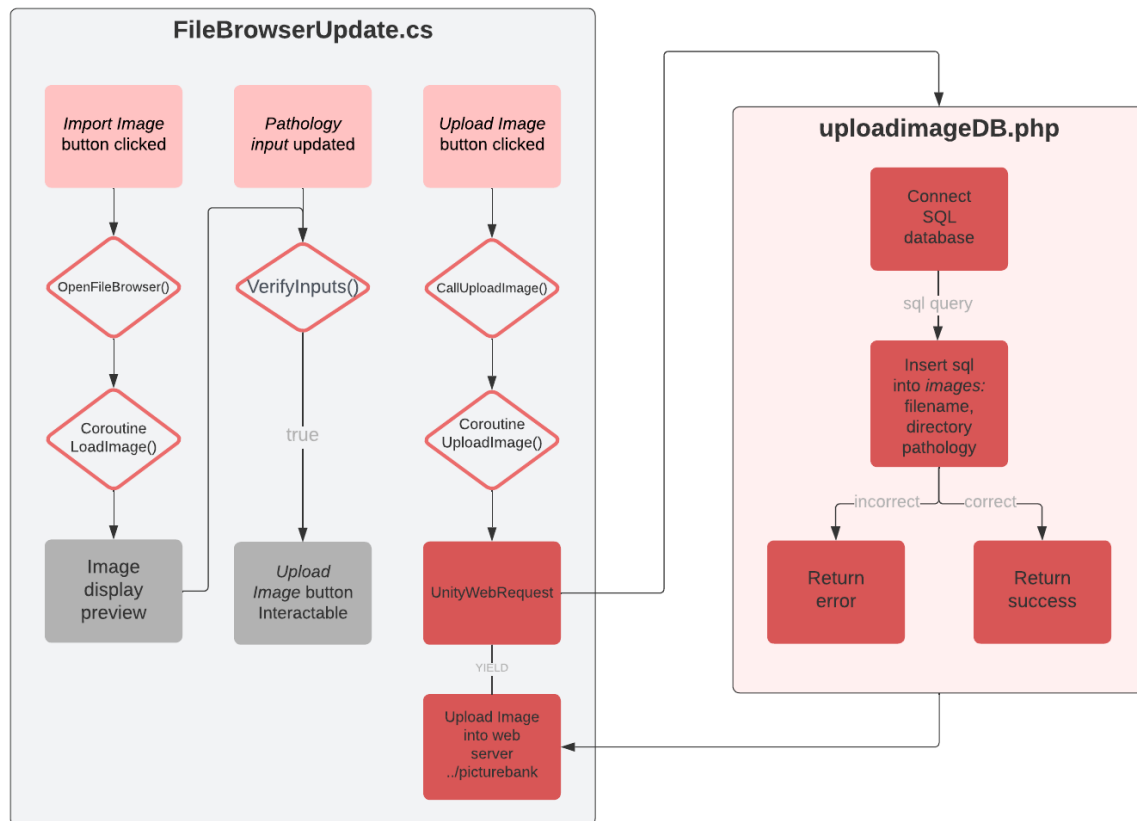 FileBrowserUpdate.cs
Import Image
button clicked
Pathology
input updated
Upload Image
button clicked
OpenFileBrowser()
VerifyInputs()
CallUploadImage()
Coroutine
LoadImage()
true
Coroutine
UploadImage()
Image
display
preview
Upload
Image button
Interactable
UnityWebRequest
YIELD
Upload Image
into web
server
../picturebank
uploadimageDB.php
Connect
SQL
database
sql query
Insert sql
into images:
filename,
directory
pathology
incorrect
correct
Return
error
Return
success